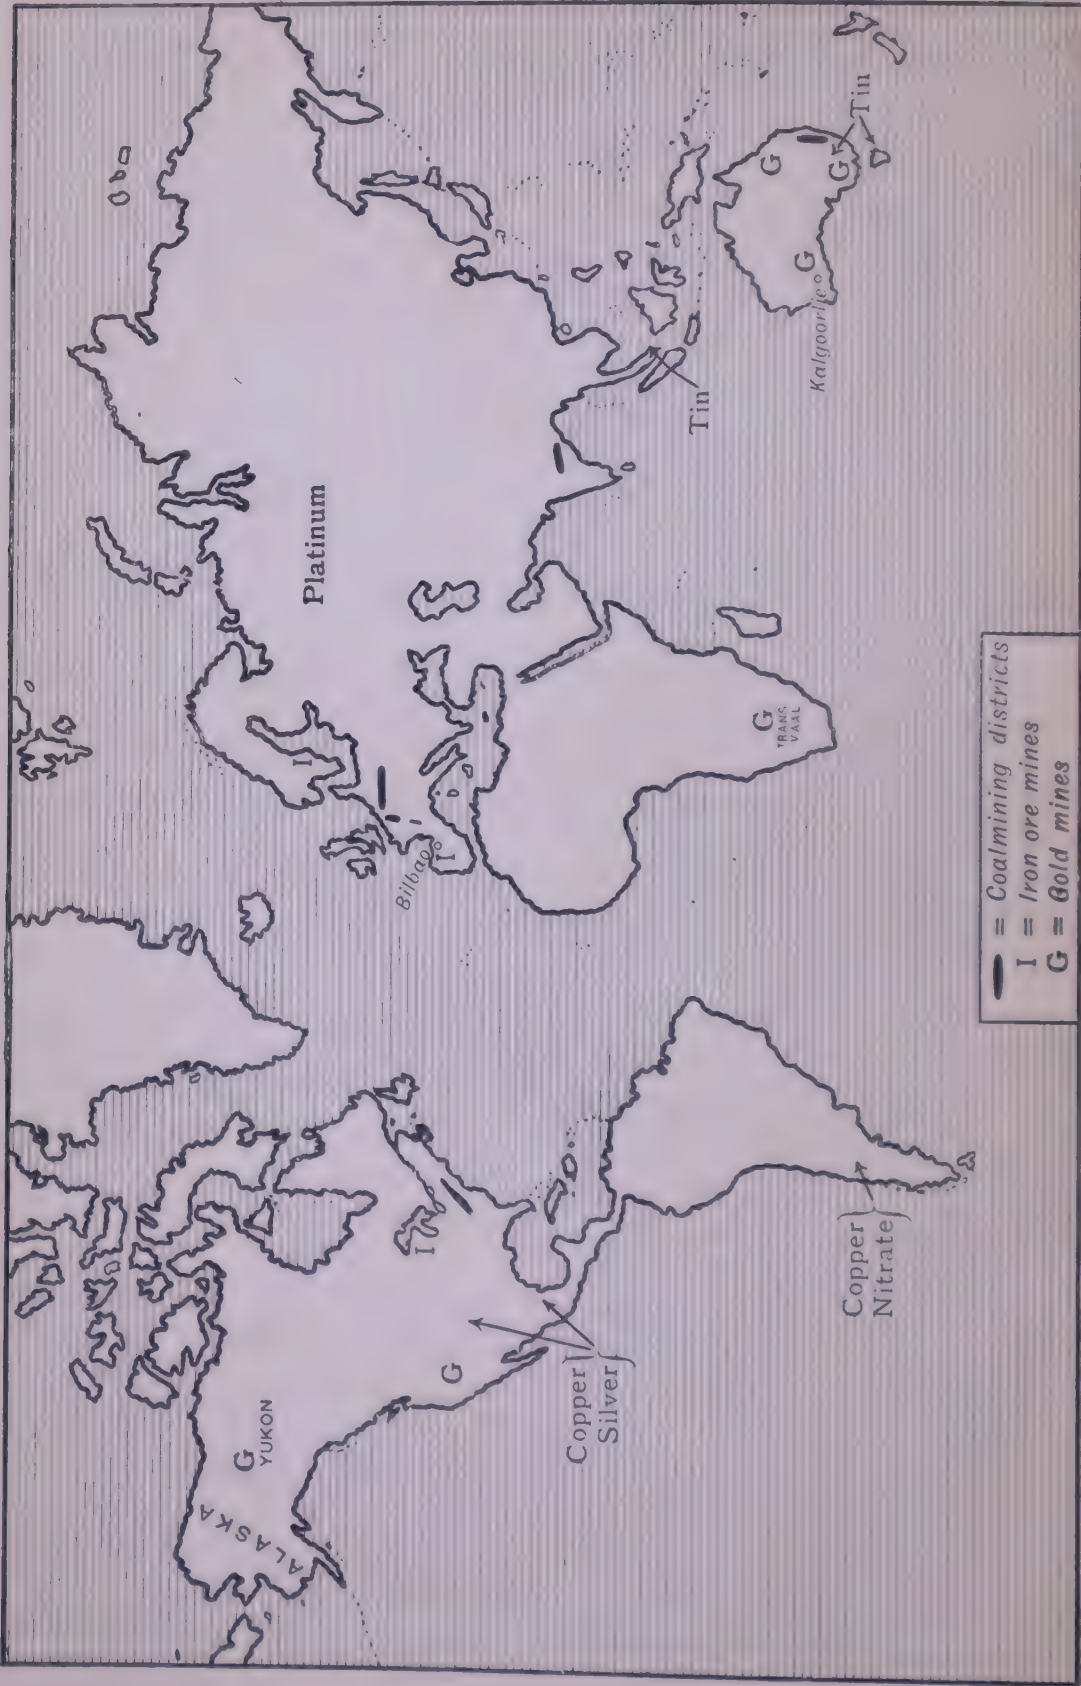 ALASKA
G
YUKON
G
Copper
Silver
I
Copper
Nitrate
Bilbao
I
I
Platinum
G
TRANS
VAAL
Tin
Kalgoorlie
G
G
G
Tin
= Coalmining districts
I = Iron ore mines
G = Gold mines